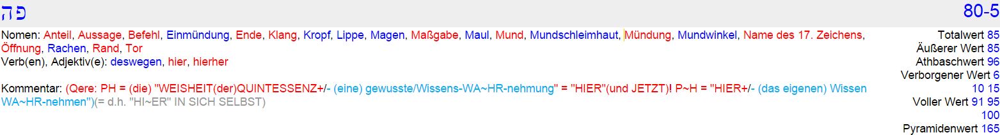 פה 80-5
Nomen: Anteil, Aussage, Befehl, Einmündung, Ende, Klang, Kropf, Lippe, Magen, Maßgabe, Maul, Mund, Mundschleimhaut, Mündung, Mundwinkel, Name des 17. Zeichens,
Öffnung, Rachen, Rand, Tor
Verb(en), Adjektiv(e): deswegen, hier, hierher
Kommentar: (Qere: PH = (die) "WEISHEIT(der)QUINTESSENZ+/- (eine) gewusste/Wissens-WA~HR-nehmung" = "HIER"(und JETZT)! P~H = "HIER+/- (das eigenen) Wissen
WA~HR-nehmen")(= d.h. "HI~ER" IN SICH SELBST)
Totalwert 85
Äußerer Wert 85
Athbaschwert 96
Verborgener Wert 6
10 15
Voller Wert 91 95
100
Pyramidenwert 165